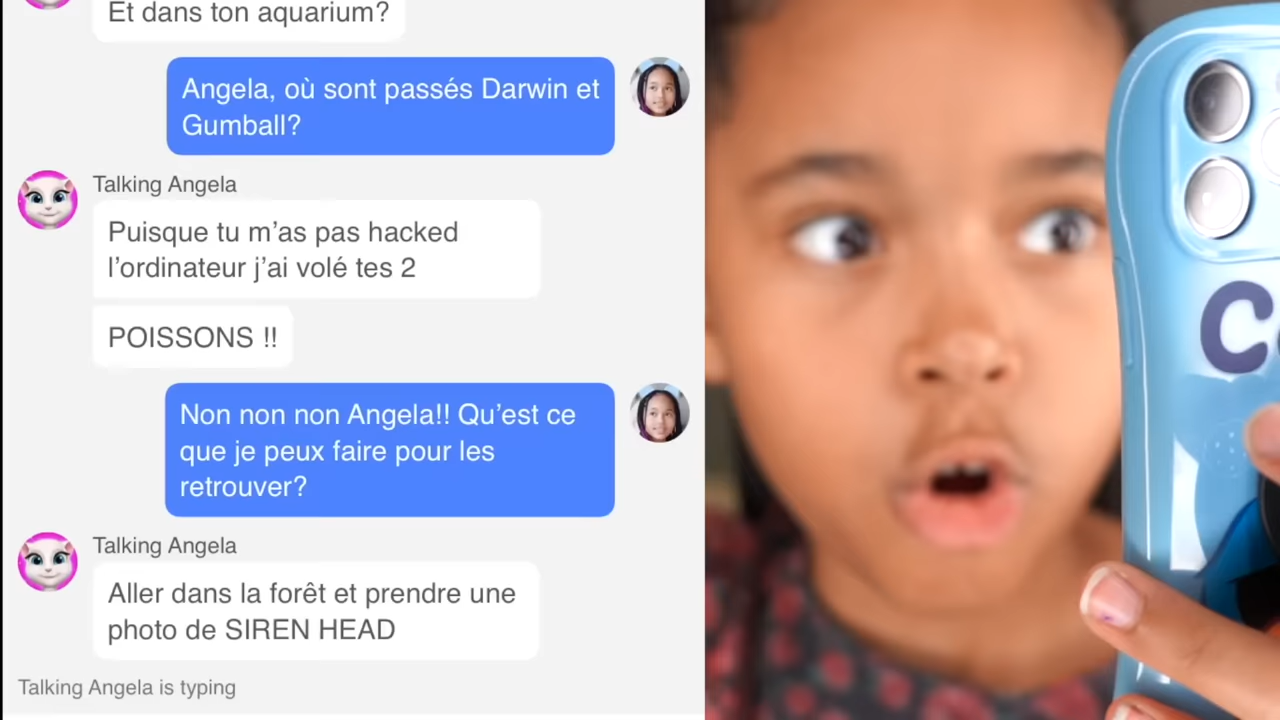 Et dans ton aquarium?
Angela, où sont passés Darwin et
Gumball?
Talking Angela
Puisque tu m’as pas hacked
l’ordinateur j’ai volé tes 2
POISSONS !!
Non non non Angela!! Qu’est ce
que je peux faire pour les
retrouver?
Talking Angela
Aller dans la forêt et prendre une
photo de SIREN HEAD
Talking Angela is typing